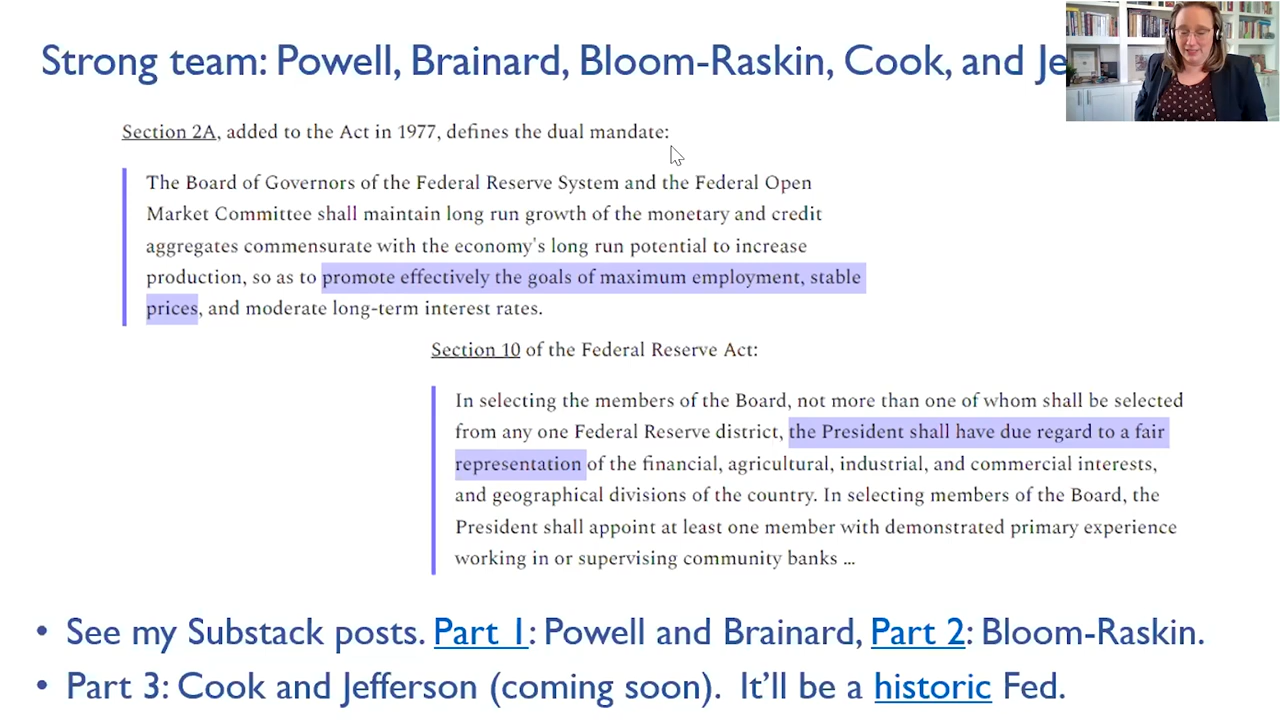 Strong team: Powell, Brainard, Bloom-Raskin, Cook, and Je
Section 2A, added to the Act in 1977, defines the dual mandate:
The Board of Governors of the Federal Reserve System and the Federal Open
Market Committee shall maintain long run growth of the monetary and credit
aggregates commensurate with the economy's long run potential to increase
production, so as to promote effectively the goals of maximum employment, stable
prices, and moderate long-term interest rates.
Section 10 of the Federal Reserve Act:
In selecting the members of the Board, not more than one of whom shall be selected
from any one Federal Reserve district, the President shall have due regard to a fair
representation of the financial, agricultural, industrial, and commercial interests,
and geographical divisions of the country. In selecting members of the Board, the
President shall appoint at least one member with demonstrated primary experience
working in or supervising community banks ...
• See my Substack posts. Part 1: Powell and Brainard, Part 2: Bloom-Raskin.
• Part 3: Cook and Jefferson (coming soon). It'll be a historic Fed.